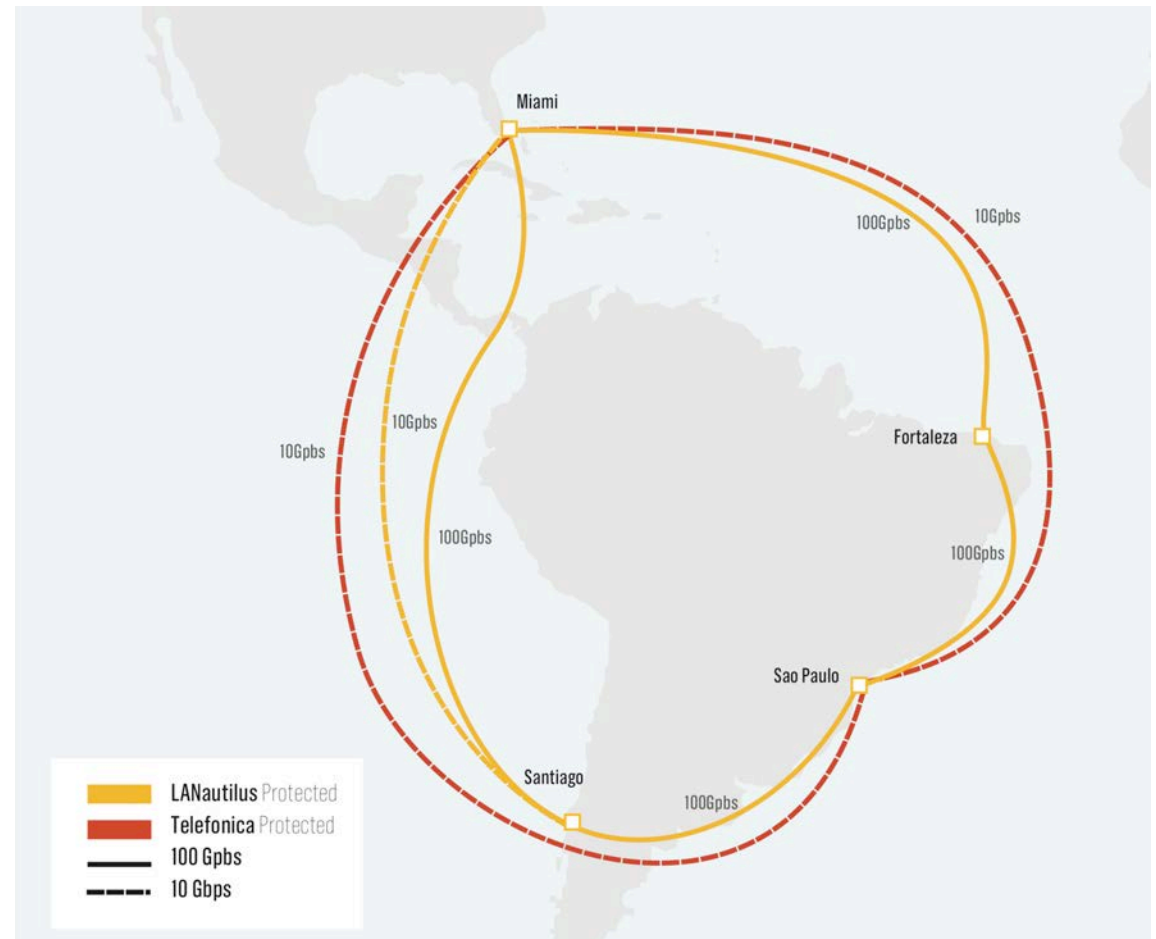 Miami
100Gpbs
10Gpbs
10Gpbs
10Gpbs
Fortaleza
100Gpbs
100Gpbs
Sao Paulo
Santiago
100Gpbs
LANautilus Protected
Telefonica Protected
100 Gpbs
10 Gbps